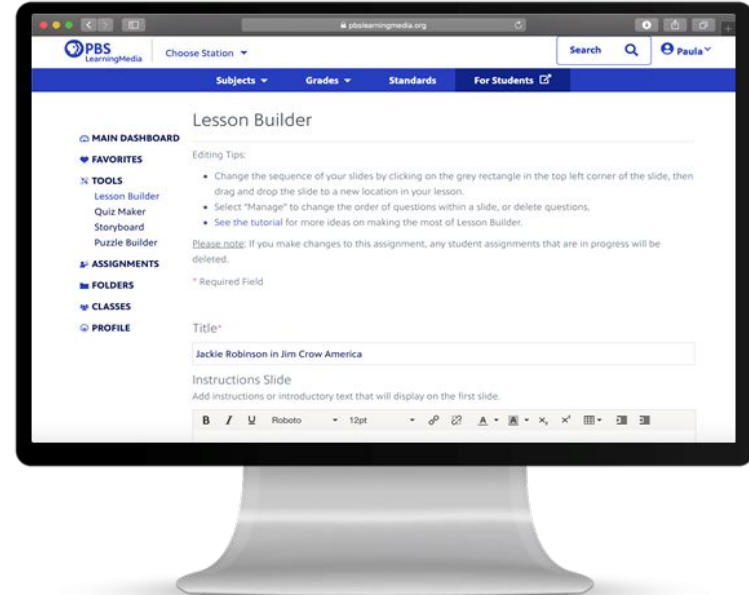 pbslearningmedia.org
PBS
LearningMedia
Choose Station
Search
Paula
Subjects
Grades
Standards
For Students
MAIN DASHBOARD
FAVORITES
TOOLS
Lesson Builder
Quiz Maker
Storyboard
Puzzle Builder
ASSIGNMENTS
FOLDERS
CLASSES
PROFILE
Lesson Builder
Editing Tips:
• Change the sequence of your slides by clicking on the grey rectangle in the top left corner of the slide, then
drag and drop the slide to a new location in your lesson.
• Select "Manage" to change the order of questions within a slide, or delete questions.
• See the tutorial for more ideas on making the most of Lesson Builder.
Please note: If you make changes to this assignment, any student assignments that are in progress will be
deleted.
* Required Field
Title*
Jackie Robinson in Jim Crow America
Instructions Slide
Add instructions or introductory text that will display on the first slide.
B I U Roboto 12pt A A x₂ x²